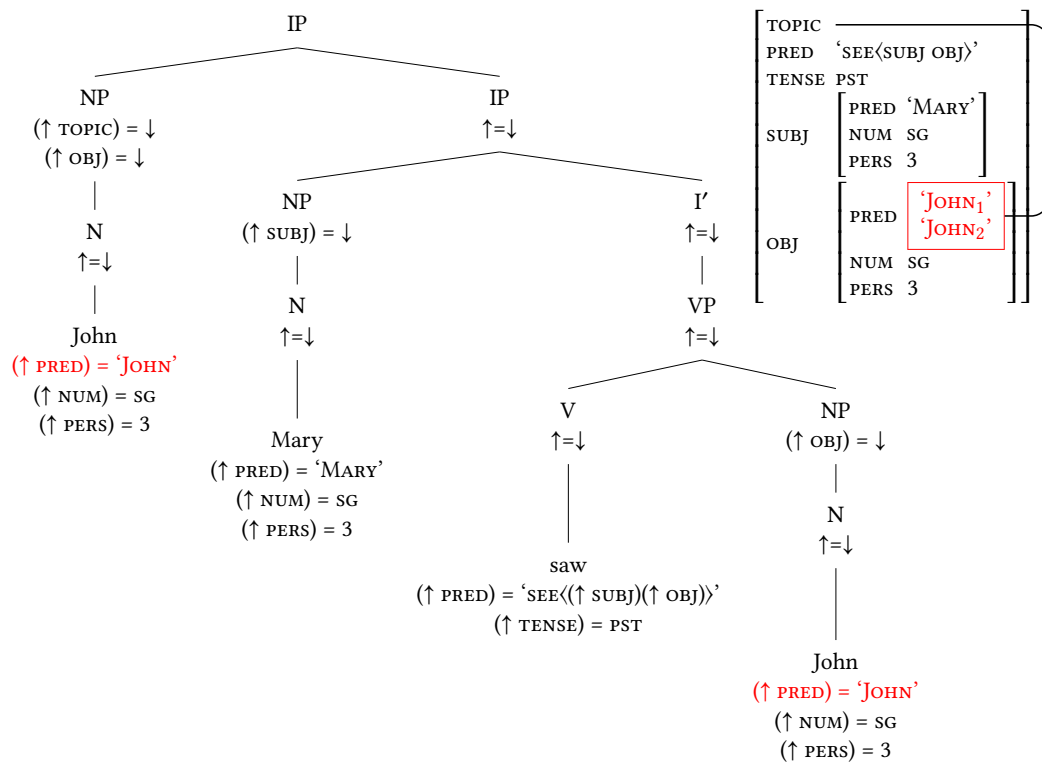 IP
NP
(↑ TOPIC) = ↓
(↑ OBJ) = ↓
N
↑=↓
John
(↑ PRED) = ‘JOHN’
(↑ NUM) = SG
(↑ PERS) = 3
IP
↑=↓
NP
(↑ SUBJ) = ↓
N
↑=↓
Mary
(↑ PRED) = ‘MARY’
(↑ NUM) = SG
(↑ PERS) = 3
I′
↑=↓
VP
↑=↓
V
↑=↓
saw
(↑ PRED) = ‘SEE⟨(↑ SUBJ)(↑ OBJ)⟩’
(↑ TENSE) = PST
NP
(↑ OBJ) = ↓
N
↑=↓
John
(↑ PRED) = ‘JOHN’
(↑ NUM) = SG
(↑ PERS) = 3
TOPIC
PRED ‘SEE⟨SUBJ OBJ⟩’
TENSE PST
SUBJ
PRED ‘MARY’
NUM SG
PERS 3
OBJ
PRED ‘JOHN₁’
‘JOHN₂’
NUM SG
PERS 3